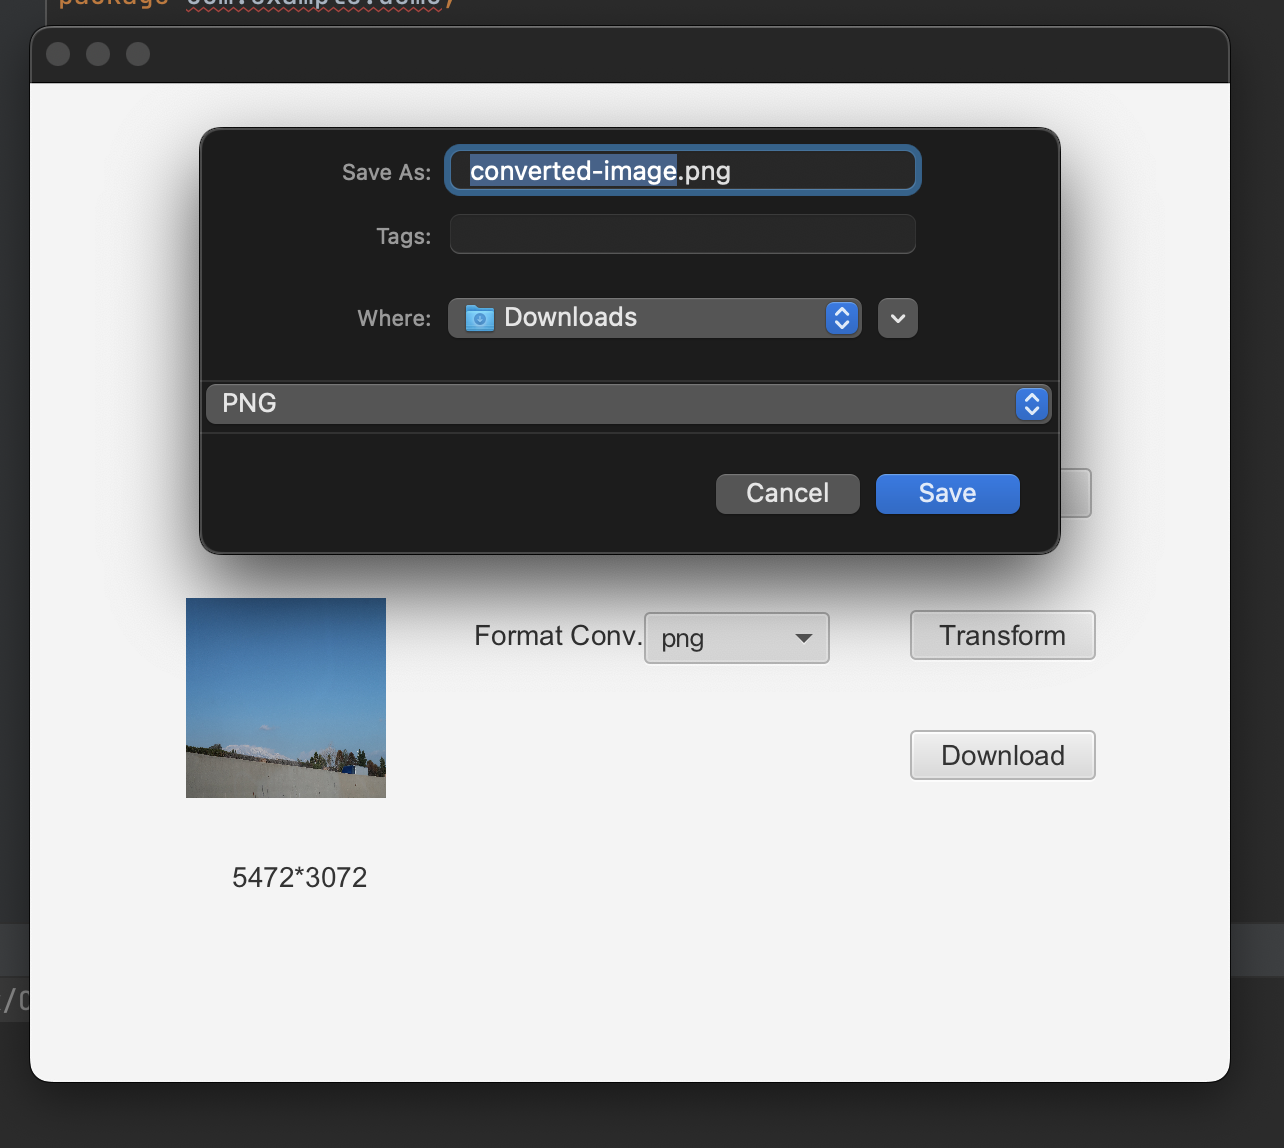 package com.example.demo;
Save As: converted-image.png
Tags:
Where: Downloads
PNG
Cancel Save
Format Conv. png Transform
Download
5472*3072